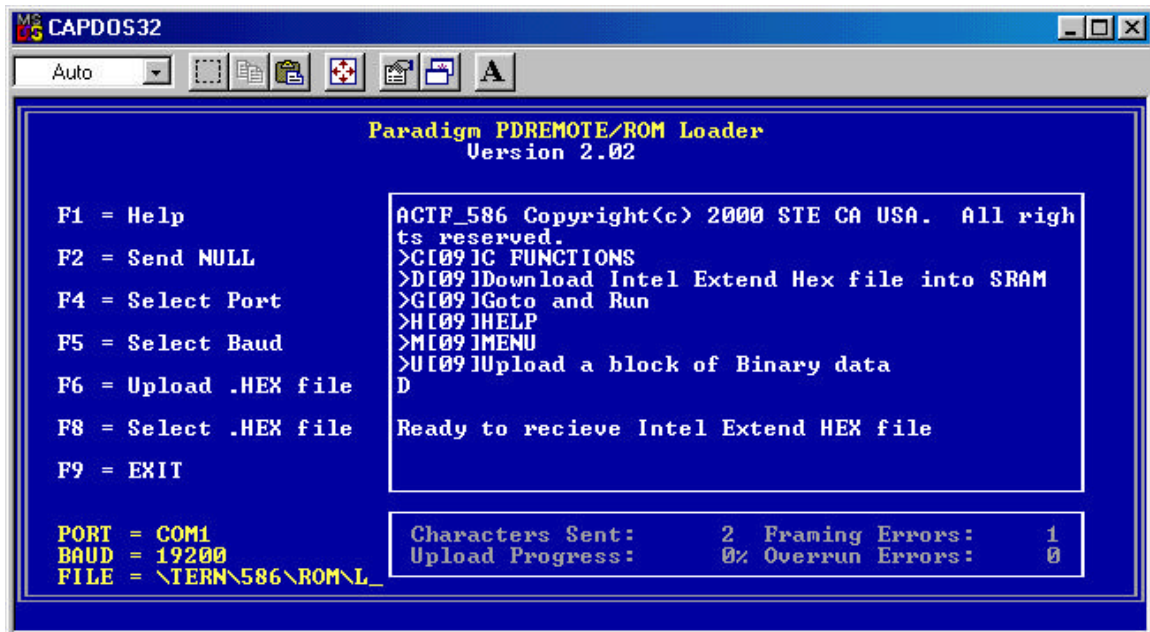 CAPDOS32
Auto
A
Paradigm PDREMOTE/ROM Loader
Version 2.02
F1 = Help
F2 = Send NULL
F4 = Select Port
F5 = Select Baud
F6 = Upload .HEX file
F8 = Select .HEX file
F9 = EXIT
ACTF_586 Copyright(c) 2000 STE CA USA.  All righ
ts reserved.
>C[09]C FUNCTIONS
>D[09]Download Intel Extend Hex file into SRAM
>G[09]Goto and Run
>H[09]HELP
>M[09]MENU
>U[09]Upload a block of Binary data
D
Ready to recieve Intel Extend HEX file
PORT = COM1
BAUD = 19200
FILE = \TERN\586\ROM\L_
Characters Sent: 2 Framing Errors: 1
Upload Progress: 0% Overrun Errors: 0